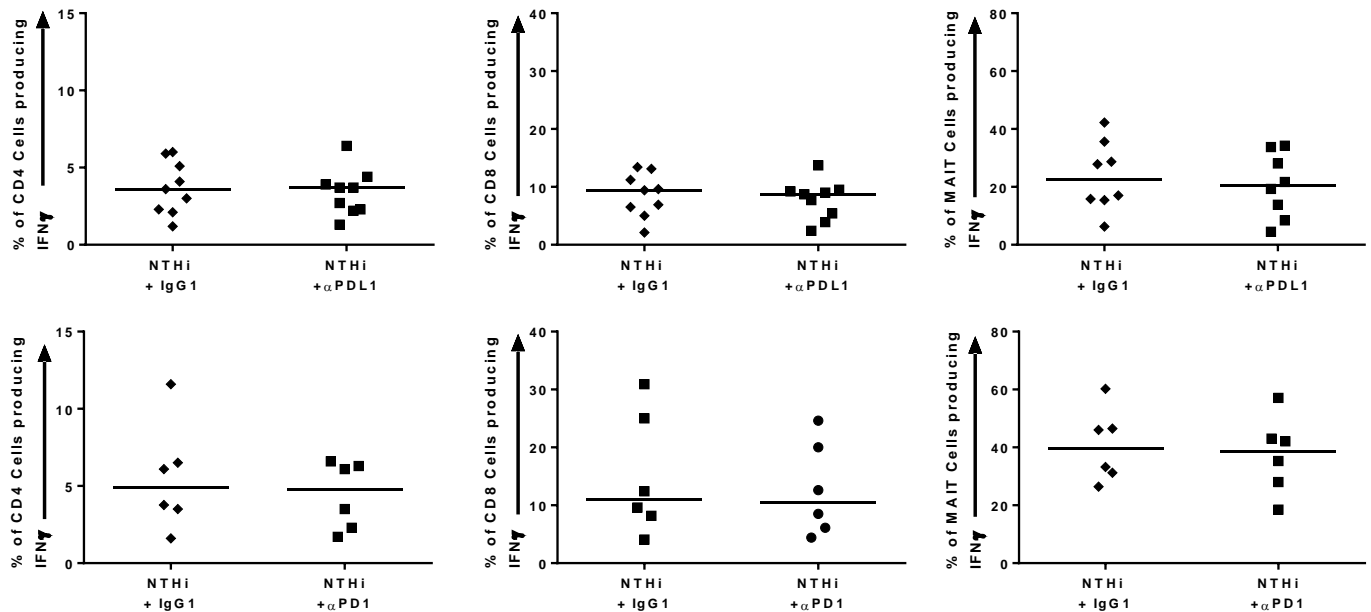 % of CD4 Cells producing
IFNγ
15
10
5
0
NTHi
+ IgG1
NTHi
+αPDL1
% of CD8 Cells producing
IFNγ
40
30
20
10
0
NTHi
+ IgG1
NTHi
+αPDL1
% of MAIT Cells producing
IFNγ
80
60
40
20
0
NTHi
+ IgG1
NTHi
+αPDL1
% of CD4 Cells producing
IFNγ
15
10
5
0
NTHi
+ IgG1
NTHi
+αPD1
% of CD8 Cells producing
IFNγ
40
30
20
10
0
NTHi
+ IgG1
NTHi
+αPD1
% of MAIT Cells producing
IFNγ
80
60
40
20
0
NTHi
+ IgG1
NTHi
+αPD1